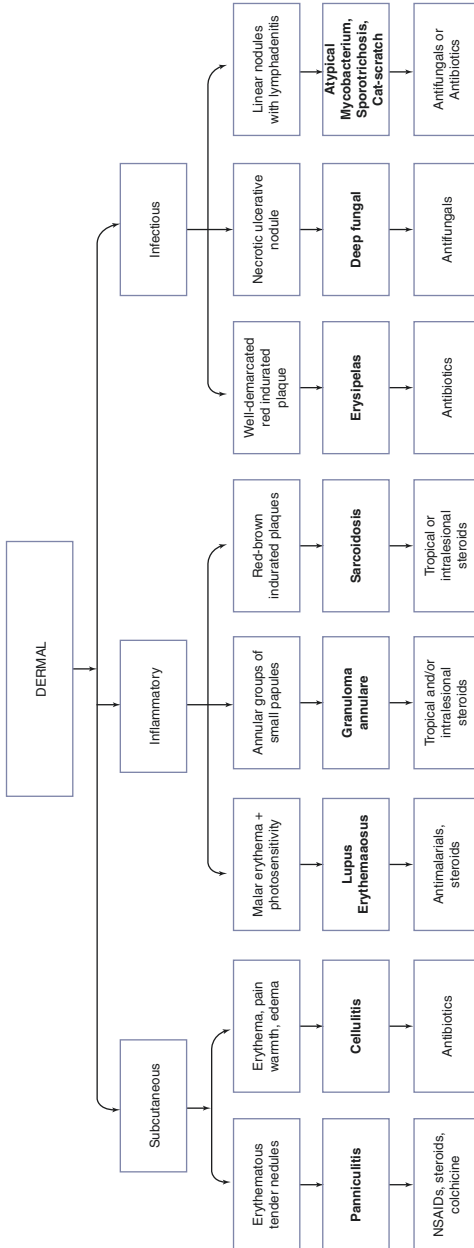 DERMAL
Subcutaneous
Inflammatory
Infectious
Erythematous
tender nedules
Erythema, pain
warmth, edema
Malar erythema +
photosensitivity
Annular groups of
small papules
Red-brown
indurated plaques
Well-demarcated
red indurated
plaque
Necrotic ulcerative
nodule
Linear nodules
with lymphadenitis
Panniculitis
Cellulitis
Lupus
Erythemaaosus
Granuloma
annulare
Sarcoidosis
Erysipelas
Deep fungal
Atypical
Mycobacterium,
Sporotrichosis,
Cat-scratch
NSAIDs, steroids,
colchicine
Antibiotics
Antimalarials,
steroids
Tropical and/or
intralesional
steroids
Tropical or
intralesional
steroids
Antibiotics
Antifungals
Antifungals or
Antibiotics